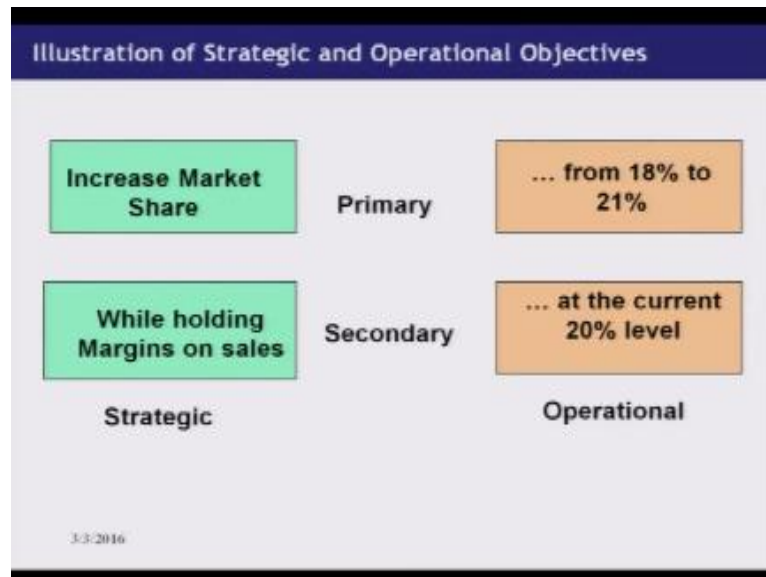 Illustration of Strategic and Operational Objectives
Increase Market
Share
Primary
... from 18% to
21%
While holding
Margins on sales
Secondary
... at the current
20% level
Strategic
Operational
3/3/2016